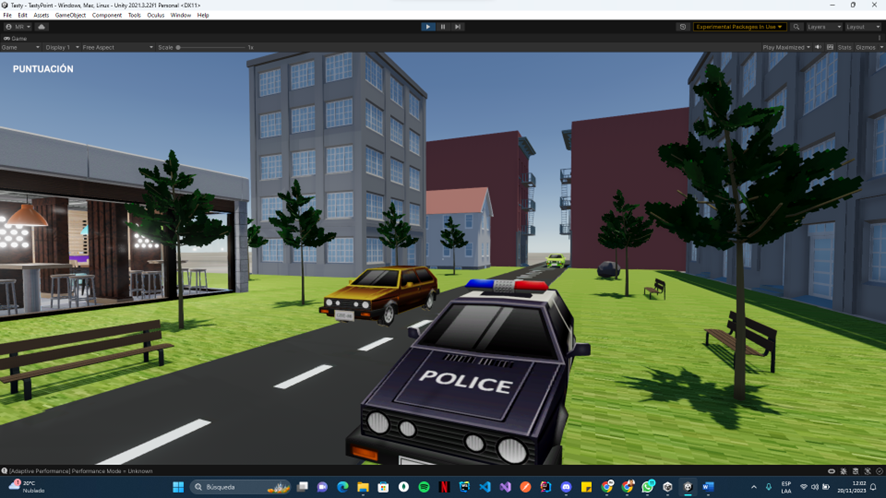 Tasty - TastyPoint - Windows, Mac, Linux - Unity 2021.3.22f1 Personal <DX11>
File Edit Assets GameObject Component Tools Oculus Window Help
MR
Experimental Packages In Use
Layers
Layout
Game
Game Display 1 Free Aspect Scale 1x Play Maximized Stats Gizmos
PUNTUACIÓN
POLICE
[Adaptive Performance] Performance Mode = Unknown
20°C
Nublado
Búsqueda
ESP
LAA
12:02
20/11/2023